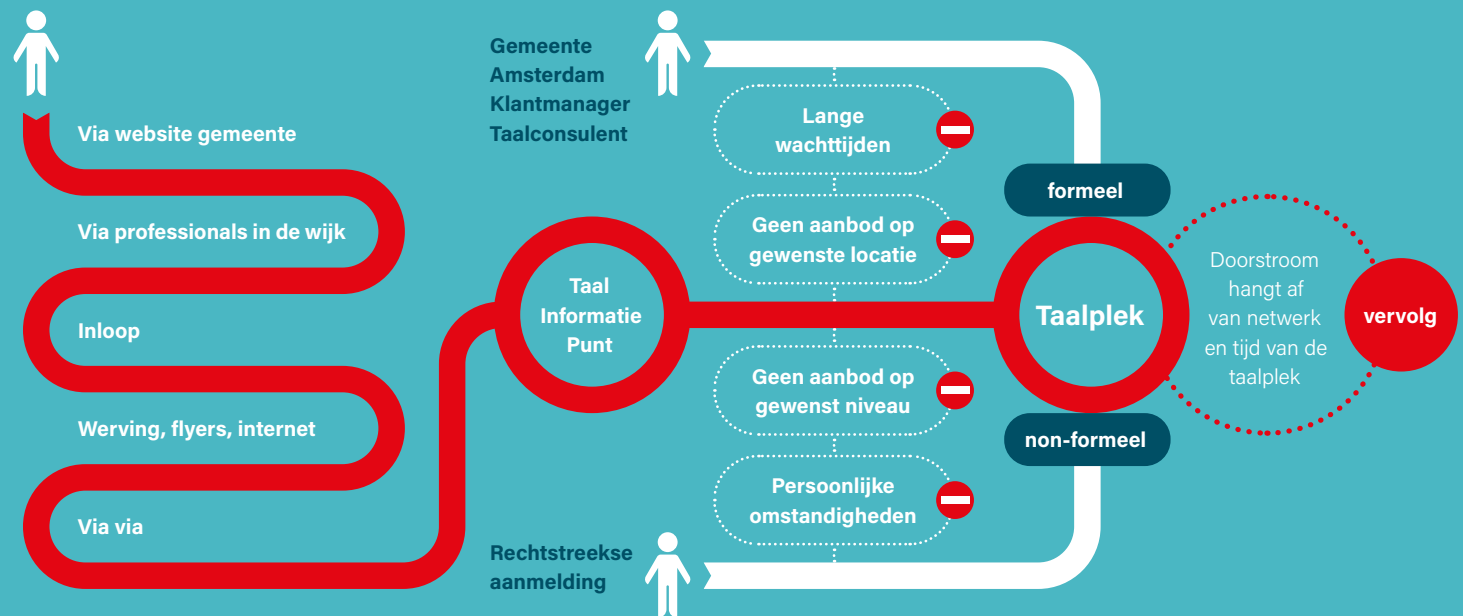 Via website gemeente
Via professionals in de wijk
Inloop
Werving, flyers, internet
Via via
Taal
Informatie
Punt
Gemeente
Amsterdam
Klantmanager
Taalconsulent
Lange
wachttijden
Geen aanbod op
gewenste locatie
Geen aanbod op
gewenst niveau
Persoonlijke
omstandigheden
Rechtstreekse
aanmelding
formeel
Taalplek
non-formeel
Doorstroom
hangt af
van netwerk
en tijd van de
taalplek
vervolg